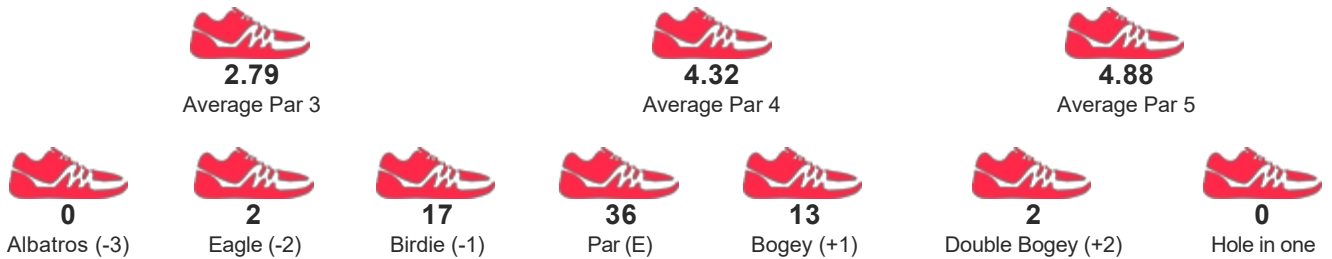 2.79 4.32 4.88
Average Par 3 Average Par 4 Average Par 5
0 2 17 36 13 2 0
Albatros (-3) Eagle (-2) Birdie (-1) Par (E) Bogey (+1) Double Bogey (+2) Hole in one